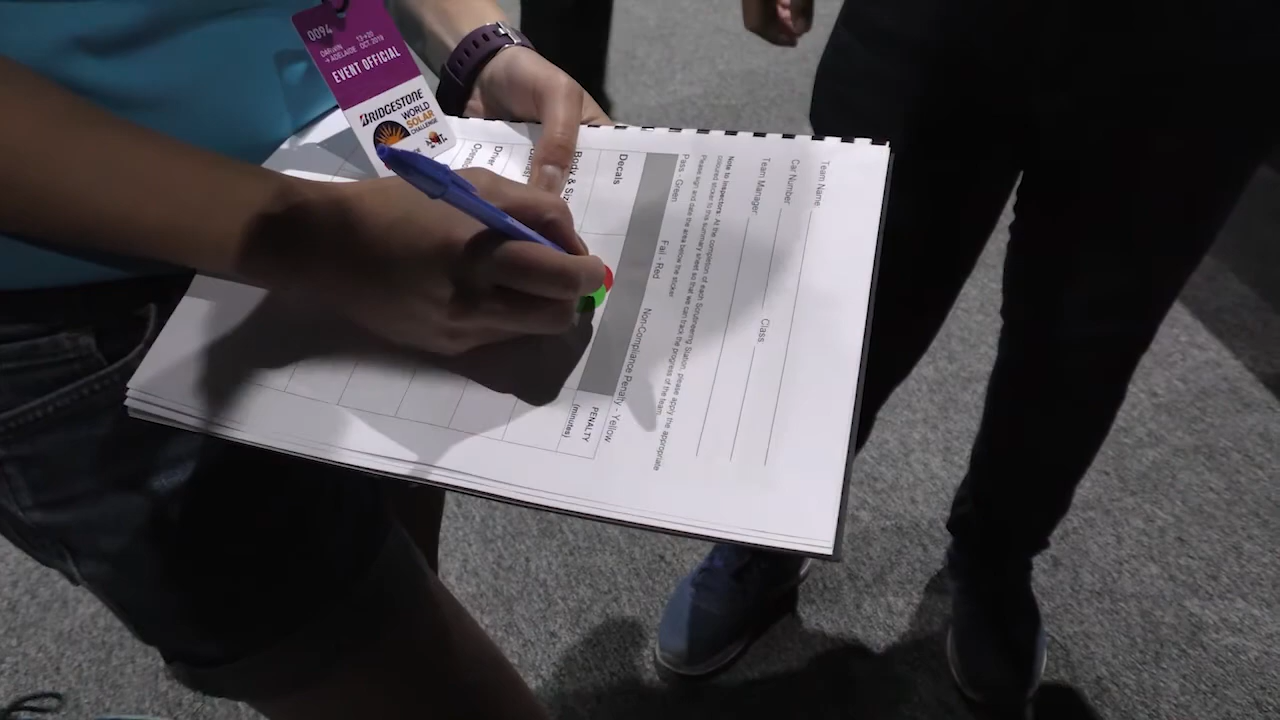 0094
DARWIN 13→20
→ ADELAIDE OCT.2019
EVENT OFFICIAL
BRIDGESTONE
WORLD
SOLAR
CHALLENGE
Team Name
Car Number
Team Manager Class
Note to Inspectors: At the completion of each Scrutineering Station, please apply the appropriate
coloured sticker to the summary sheet so that we can track the progress of the team.
Please sign and date the area below the sticker
Pass - Green Fail - Red Non-Compliance Penalty - Yellow
PENALTY
(minutes)
Decals
Body & Siz
Driver